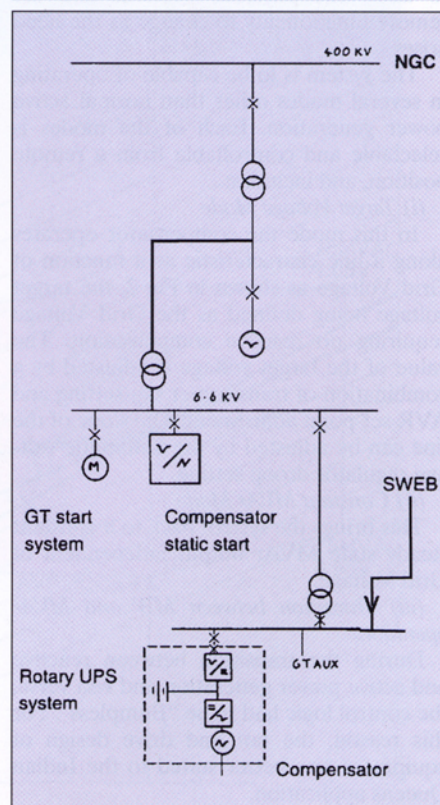 400 KV
NGC
6·6 KV
M
GT start
system
Compensator
static start
SWEB
GT AUX
Rotary UPS
system
Compensator